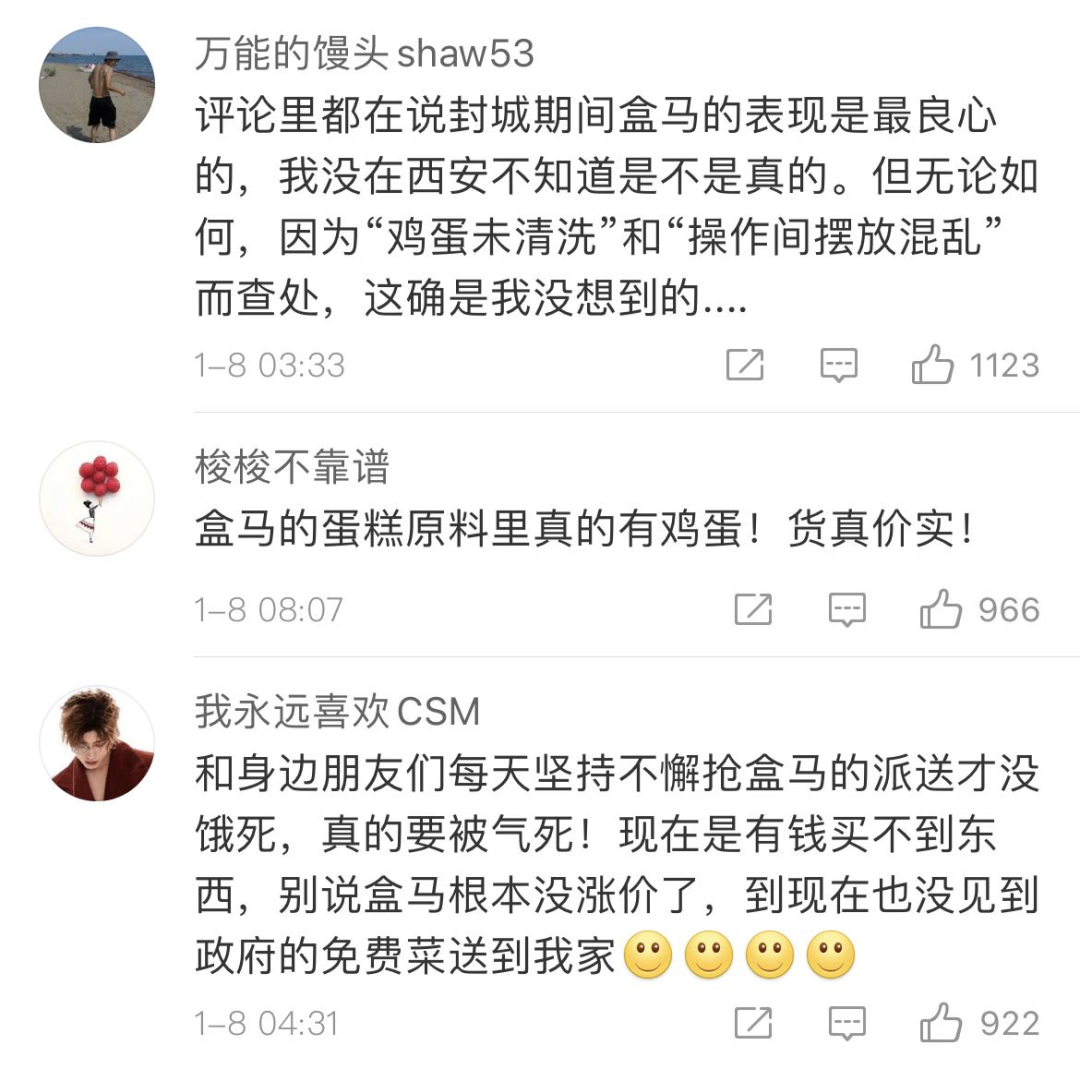 万能的馒头shaw53
评论里都在说封城期间盒马的表现是最良心
的，我没在西安不知道是不是真的。但无论如
何，因为“鸡蛋未清洗”和“操作间摆放混乱”
而查处，这确是我没想到的....
1-8 03:33
1123
梭梭不靠谱
盒马的蛋糕原料里真的有鸡蛋！货真价实！
1-8 08:07
966
我永远喜欢CSM
和身边朋友们每天坚持不懈抢盒马的派送才没
饿死，真的要被气死！现在是有钱买不到东
西，别说盒马根本没涨价了，到现在也没见到
政府的免费菜送到我家
1-8 04:31
922